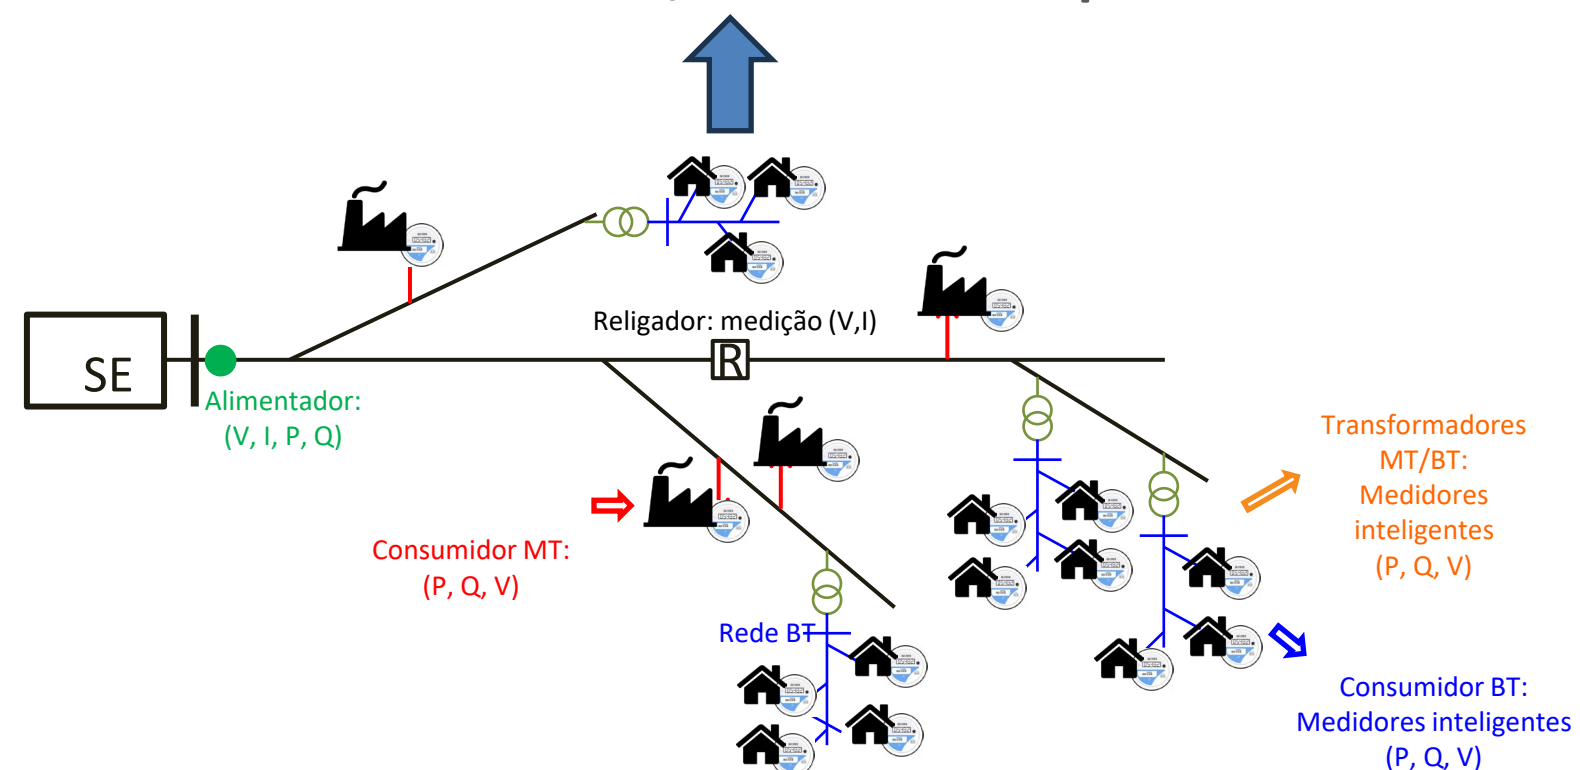 Religador: medição (V,I)
SE
R
Alimentador:
(V, I, P, Q)
Transformadores
MT/BT:
Medidores
inteligentes
(P, Q, V)
Consumidor MT:
(P, Q, V)
Rede BT
Consumidor BT:
Medidores inteligentes
(P, Q, V)